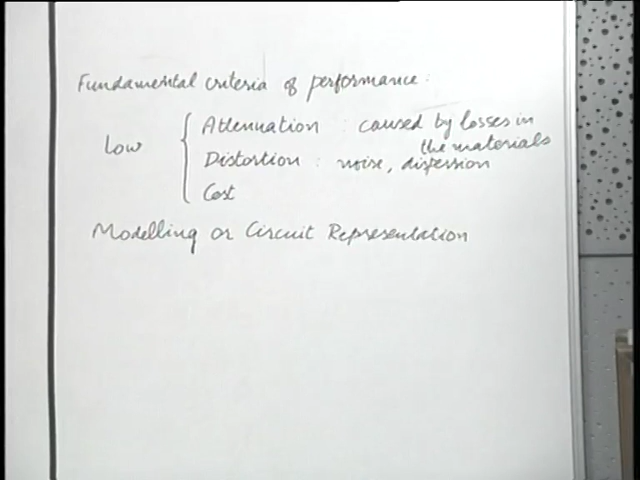 Fundamental criteria of performance:
Low { Attenuation : caused by losses in
the materials
Distortion : noise, dispersion
Cost
Modelling or Circuit Representation